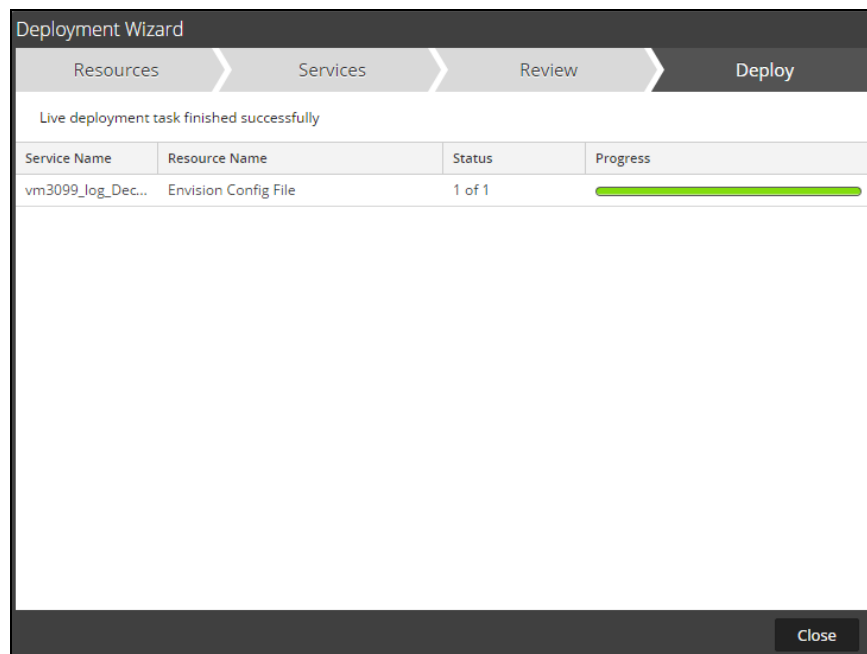 Deployment Wizard
Resources Services Review Deploy
Live deployment task finished successfully
Service Name Resource Name Status Progress
vm3099_log_Dec... Envision Config File 1 of 1
Close